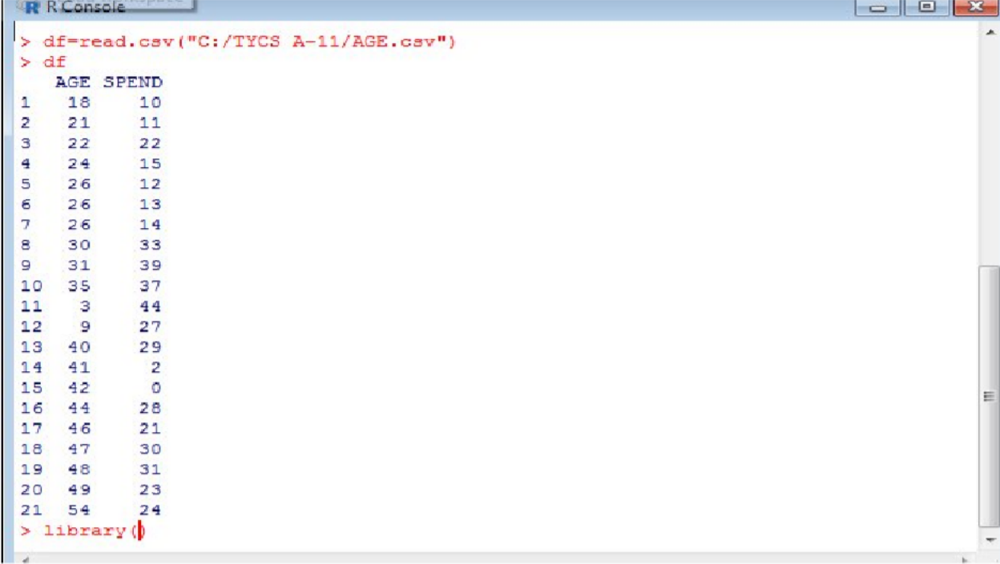 R Console
> df=read.csv("C:/TYCS A-11/AGE.csv")
> df
   AGE SPEND
1   18    10
2   21    11
3   22    22
4   24    15
5   26    12
6   26    13
7   26    14
8   30    33
9   31    39
10  35    37
11   3    44
12   9    27
13  40    29
14  41     2
15  42     0
16  44    28
17  46    21
18  47    30
19  48    31
20  49    23
21  54    24
> library()